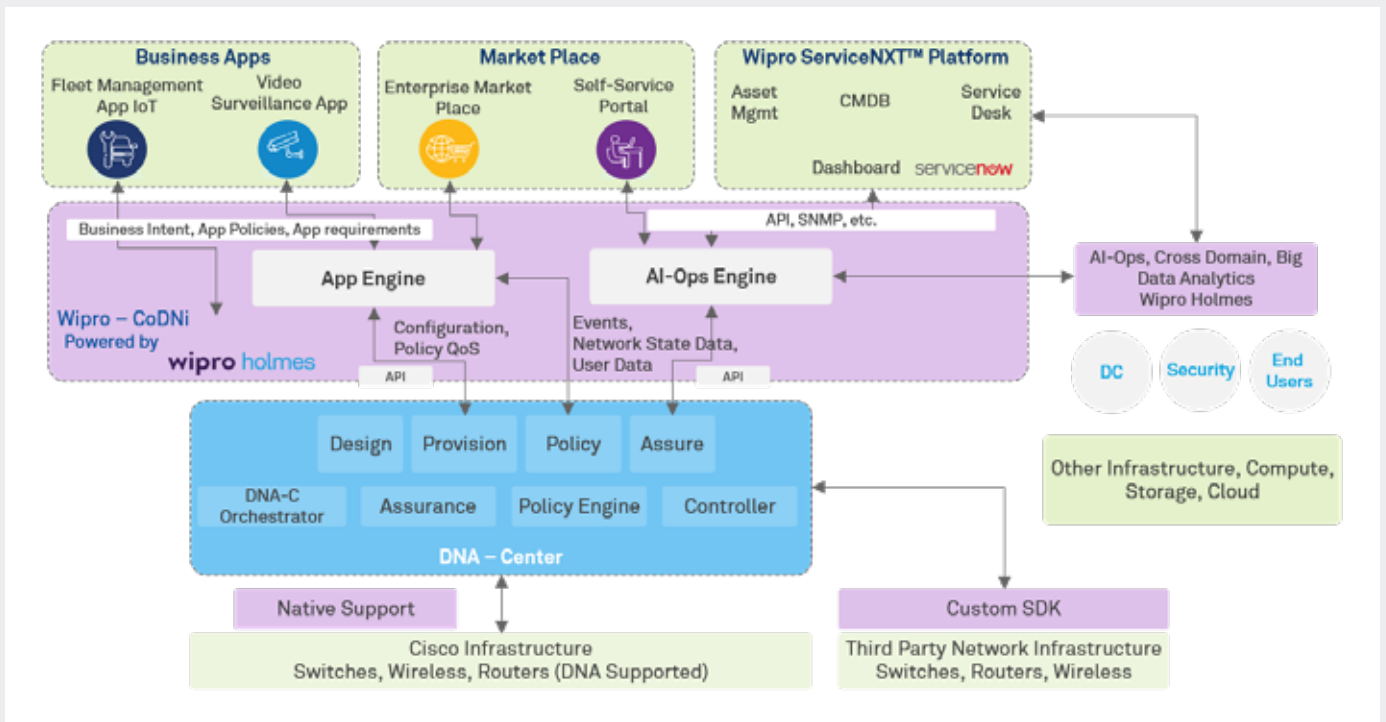 Business Apps
Fleet Management
App IoT
Video
Surveillance App
Market Place
Enterprise Market
Place
Self-Service
Portal
Wipro ServiceNXT™ Platform
Asset
Mgmt
CMDB
Service
Desk
Dashboard
servicenow
Business Intent, App Policies, App requirements
API, SNMP, etc.
App Engine
AI-Ops Engine
AI-Ops, Cross Domain, Big
Data Analytics
Wipro Holmes
Wipro – CoDNi
Powered by
wipro holmes
Configuration,
Policy QoS
Events,
Network State Data,
User Data
API
API
DC
Security
End
Users
Design
Provision
Policy
Assure
DNA-C
Orchestrator
Assurance
Policy Engine
Controller
DNA – Center
Other Infrastructure, Compute,
Storage, Cloud
Native Support
Custom SDK
Cisco Infrastructure
Switches, Wireless, Routers (DNA Supported)
Third Party Network Infrastructure
Switches, Routers, Wireless